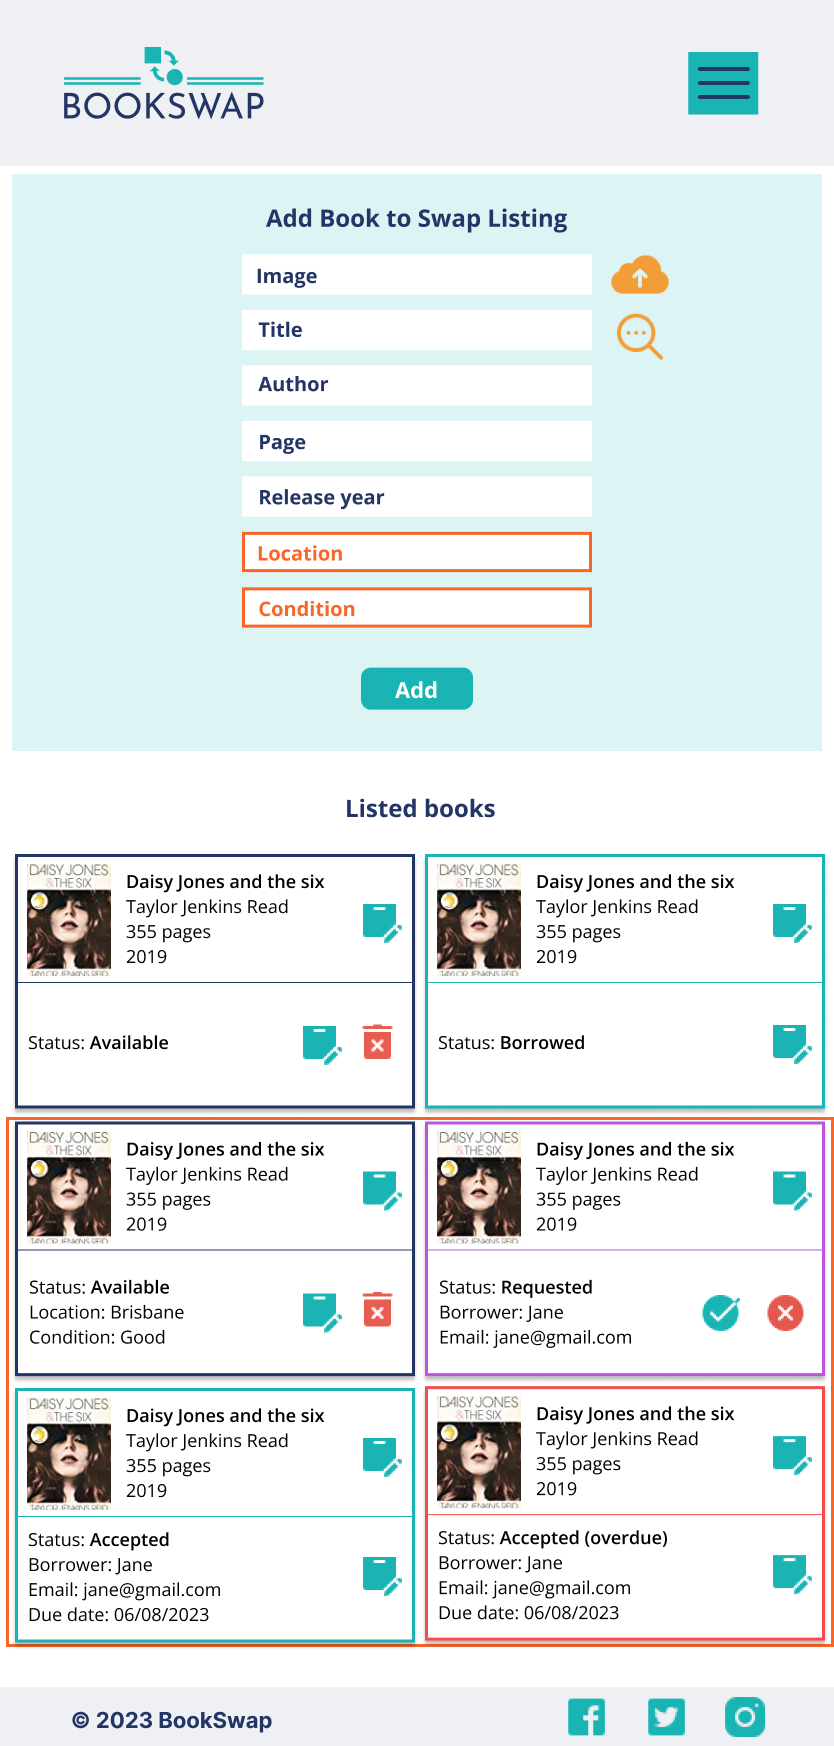 BOOKSWAP
Add Book to Swap Listing
Image
Title
Author
Page
Release year
Location
Condition
Add
Listed books
DAISY JONES
& THE SIX
TAYLOR JENKINS REID
Daisy Jones and the six
Taylor Jenkins Read
355 pages
2019
Status: Available
DAISY JONES
& THE SIX
TAYLOR JENKINS REID
Daisy Jones and the six
Taylor Jenkins Read
355 pages
2019
Status: Borrowed
DAISY JONES
& THE SIX
TAYLOR JENKINS REID
Daisy Jones and the six
Taylor Jenkins Read
355 pages
2019
Status: Available
Location: Brisbane
Condition: Good
DAISY JONES
& THE SIX
TAYLOR JENKINS REID
Daisy Jones and the six
Taylor Jenkins Read
355 pages
2019
Status: Requested
Borrower: Jane
Email: jane@gmail.com
DAISY JONES
& THE SIX
TAYLOR JENKINS REID
Daisy Jones and the six
Taylor Jenkins Read
355 pages
2019
Status: Accepted
Borrower: Jane
Email: jane@gmail.com
Due date: 06/08/2023
DAISY JONES
& THE SIX
TAYLOR JENKINS REID
Daisy Jones and the six
Taylor Jenkins Read
355 pages
2019
Status: Accepted (overdue)
Borrower: Jane
Email: jane@gmail.com
Due date: 06/08/2023
© 2023 BookSwap